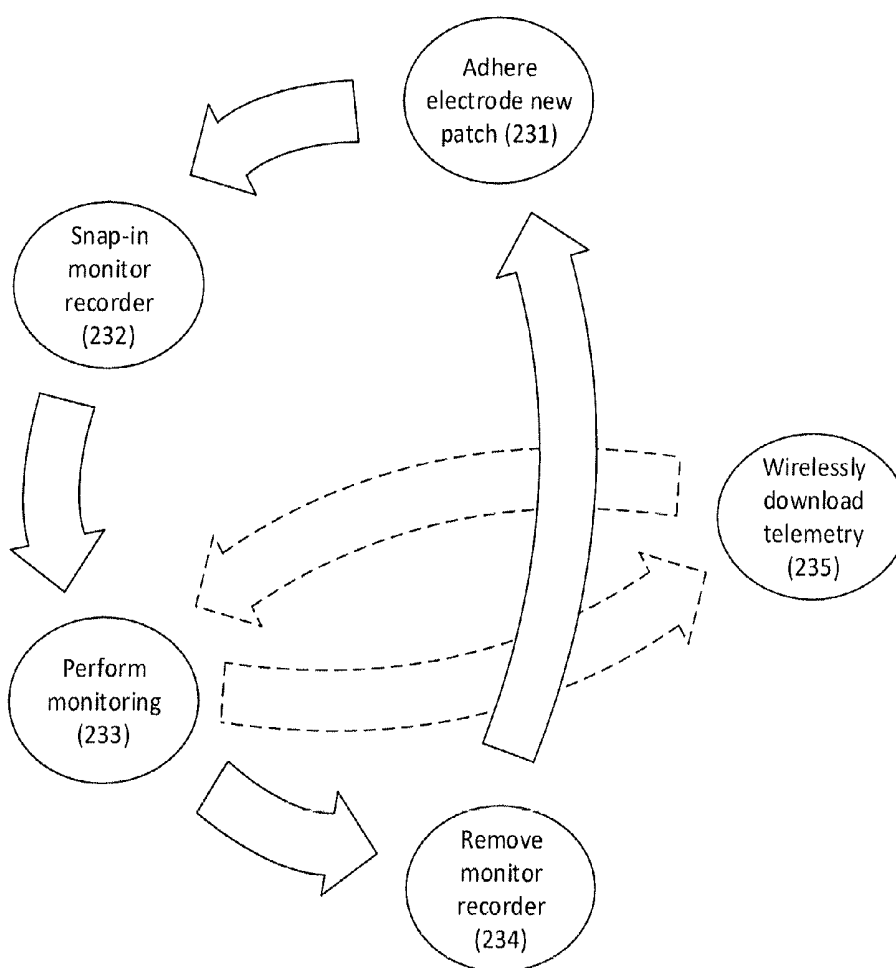 Adhere
electrode new
patch (231)
Snap-in
monitor
recorder
(232)
Wirelessly
download
telemetry
(235)
Perform
monitoring
(233)
Remove
monitor
recorder
(234)